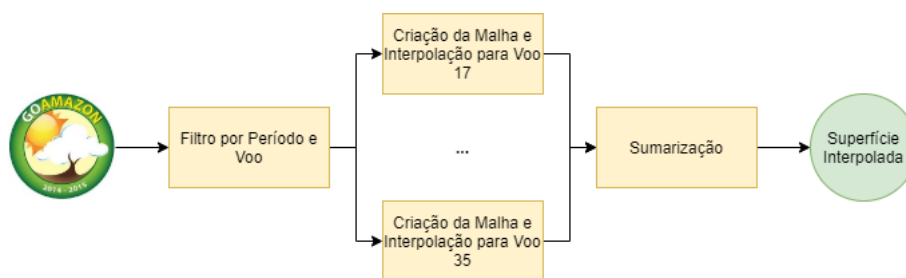 GOAMAZON
2014 - 2015
Filtro por Período e
Voo
Criação da Malha e
Interpolação para Voo
17
...
Criação da Malha e
Interpolação para Voo
35
Sumarização
Superfície
Interpolada